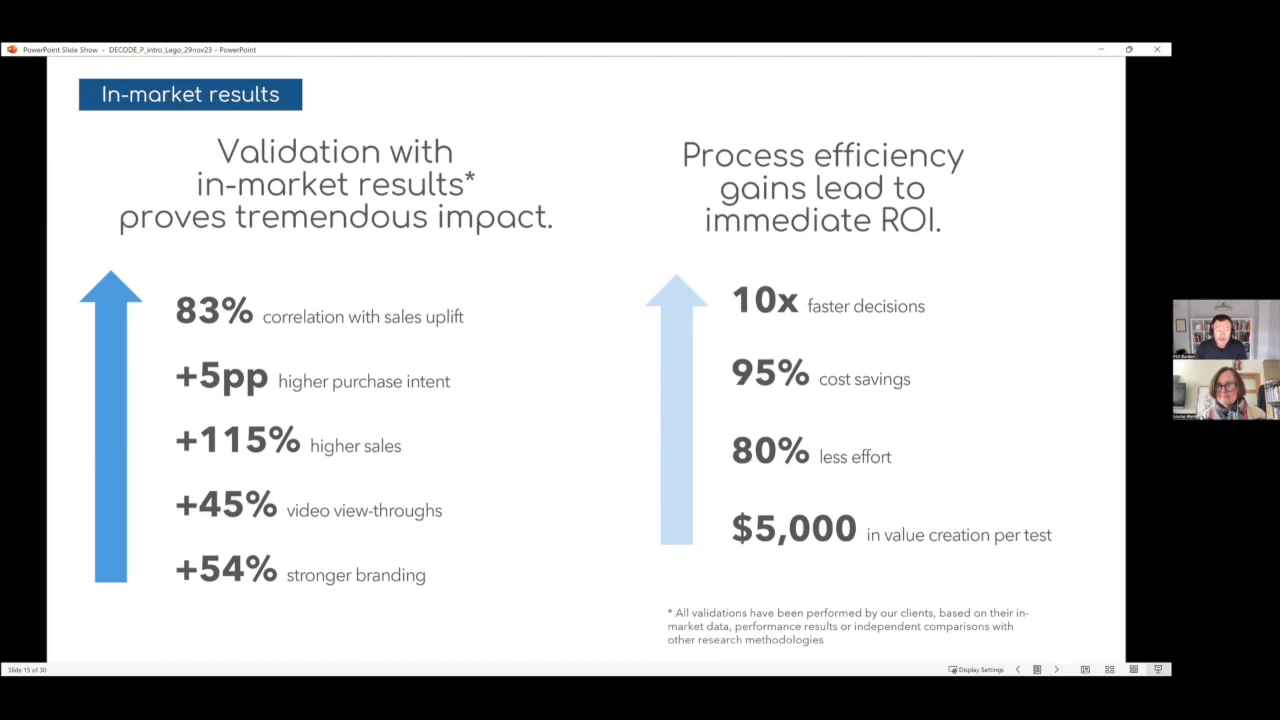 PowerPoint Slide Show - DECODE_P_intro_Lego_29nov23 - PowerPoint
In-market results
Validation with
in-market results*
proves tremendous impact.
83% correlation with sales uplift
+5pp higher purchase intent
+115% higher sales
+45% video view-throughs
+54% stronger branding
Process efficiency
gains lead to
immediate ROI.
10x faster decisions
95% cost savings
80% less effort
$5,000 in value creation per test
* All validations have been performed by our clients, based on their in-
market data, performance results or independent comparisons with
other research methodologies
Phil Barden
Slide 15 of 30
Display Settings